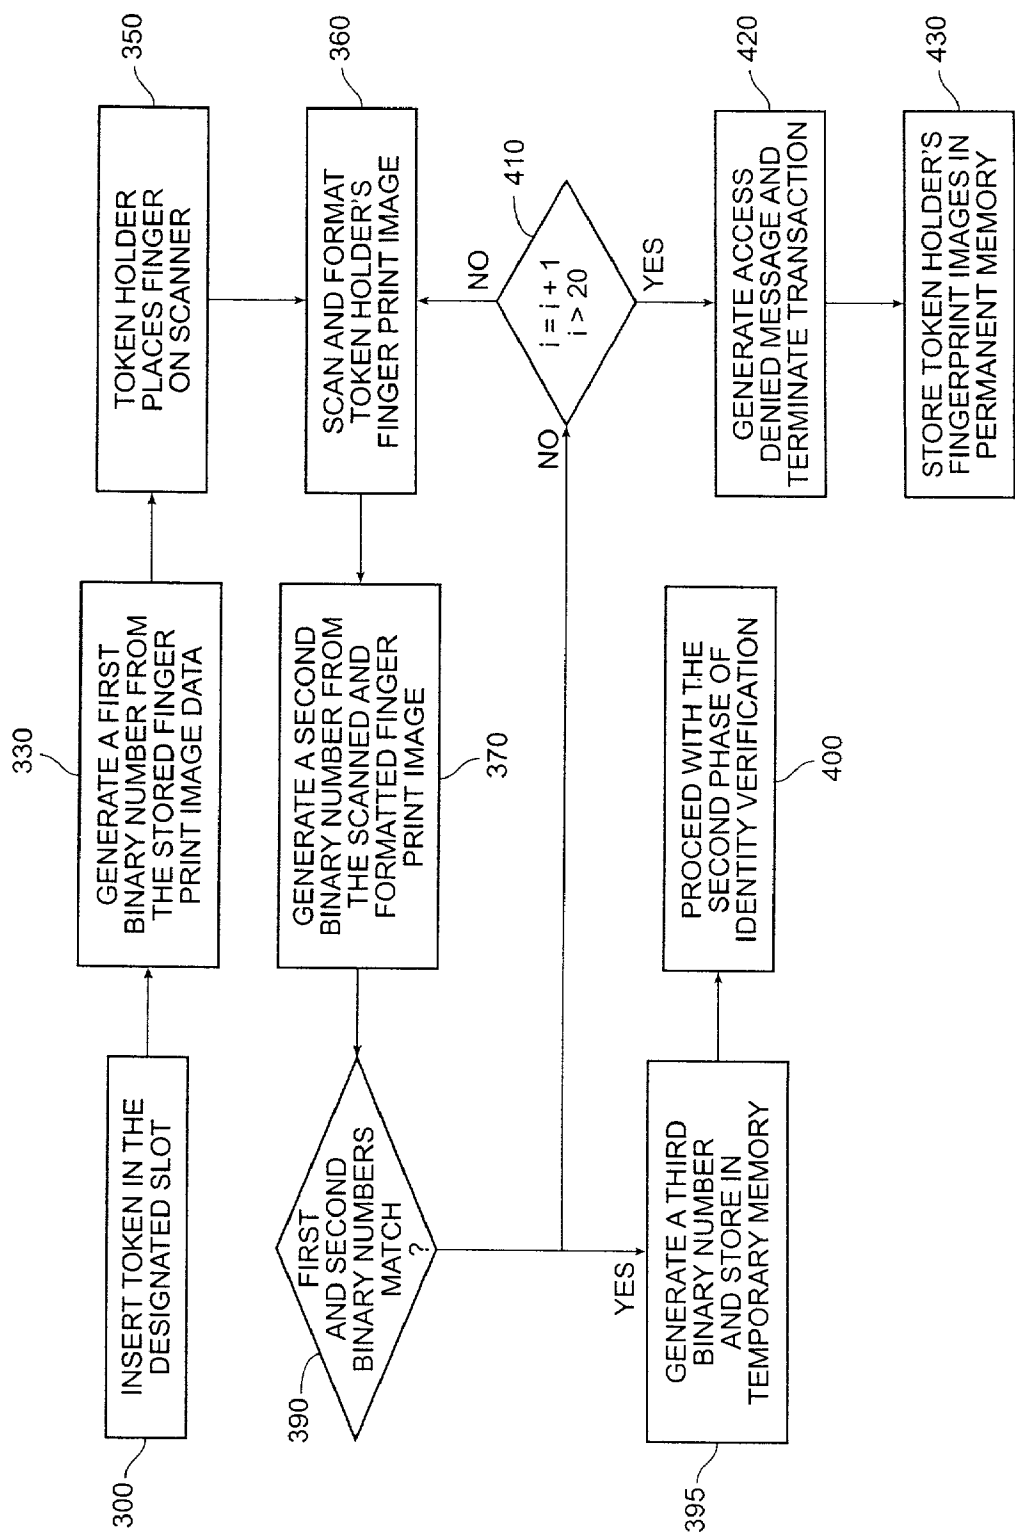 300
INSERT TOKEN IN THE
DESIGNATED SLOT
330
GENERATE A FIRST
BINARY NUMBER FROM
THE STORED FINGER
PRINT IMAGE DATA
350
TOKEN HOLDER
PLACES FINGER
ON SCANNER
360
SCAN AND FORMAT
TOKEN HOLDER'S
FINGER PRINT IMAGE
370
GENERATE A SECOND
BINARY NUMBER FROM
THE SCANNED AND
FORMATTED FINGER
PRINT IMAGE
390
FIRST
AND SECOND
BINARY NUMBERS
MATCH
?
NO
YES
410
i = i + 1
i > 20
NO
YES
395
GENERATE A THIRD
BINARY NUMBER
AND STORE IN
TEMPORARY MEMORY
400
PROCEED WITH THE
SECOND PHASE OF
IDENTITY VERIFICATION
420
GENERATE ACCESS
DENIED MESSAGE AND
TERMINATE TRANSACTION
430
STORE TOKEN HOLDER'S
FINGERPRINT IMAGES IN
PERMANENT MEMORY